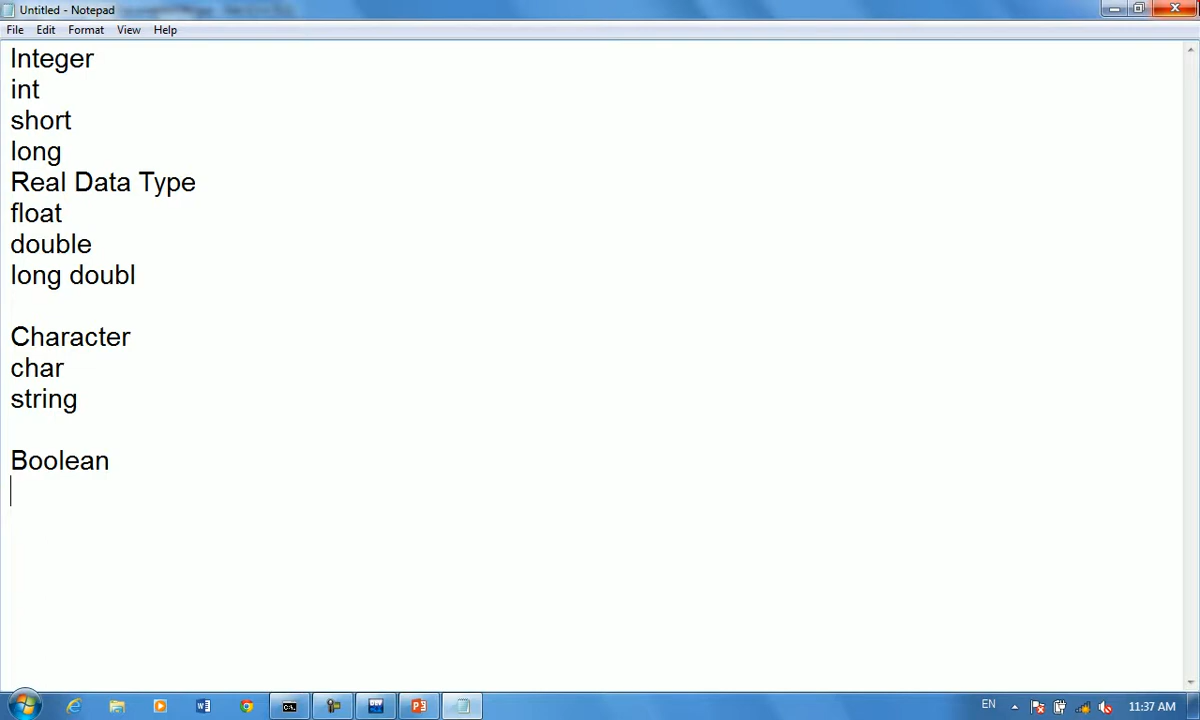 Untitled - Notepad
File Edit Format View Help
Integer
int
short
long
Real Data Type
float
double
long doubl
Character
char
string
Boolean
EN 11:37 AM